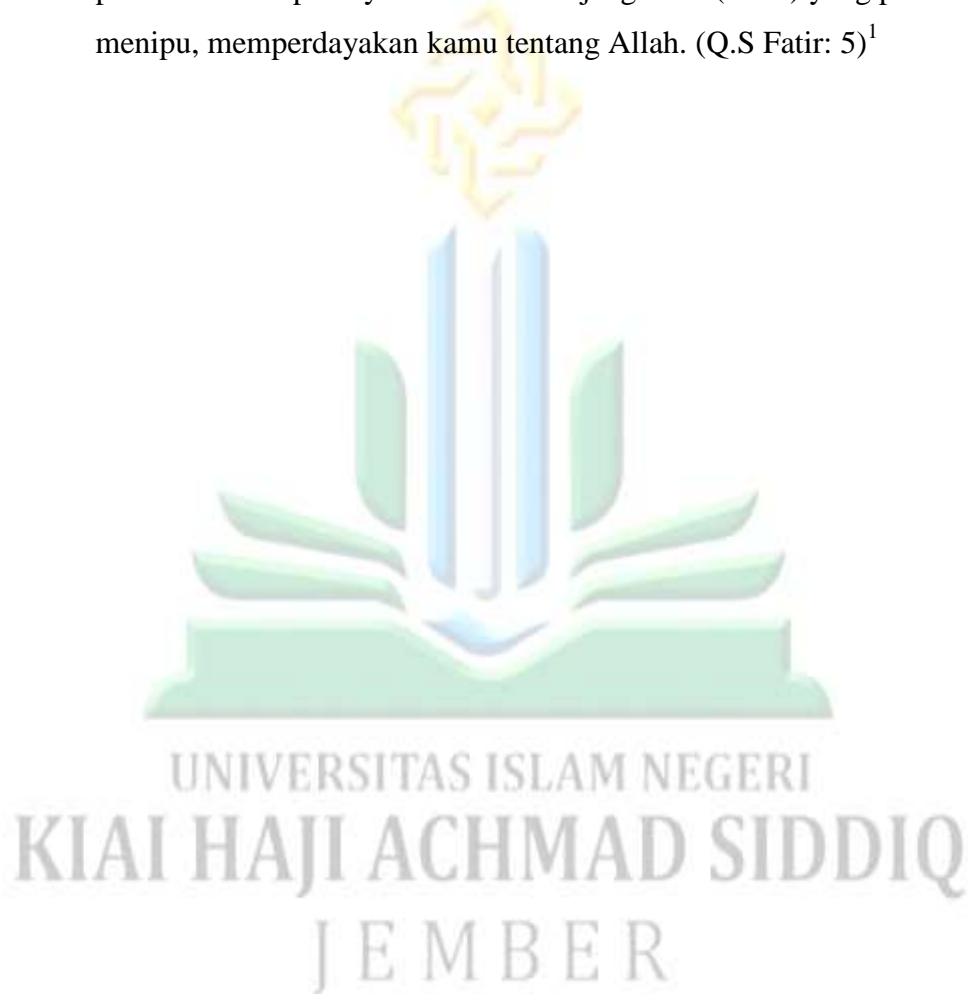 menipu, memperdayakan kamu tentang Allah. (Q.S Fatir: 5)¹
UNIVERSITAS ISLAM NEGERI
KIAI HAJI ACHMAD SIDDIQ
JEMBER